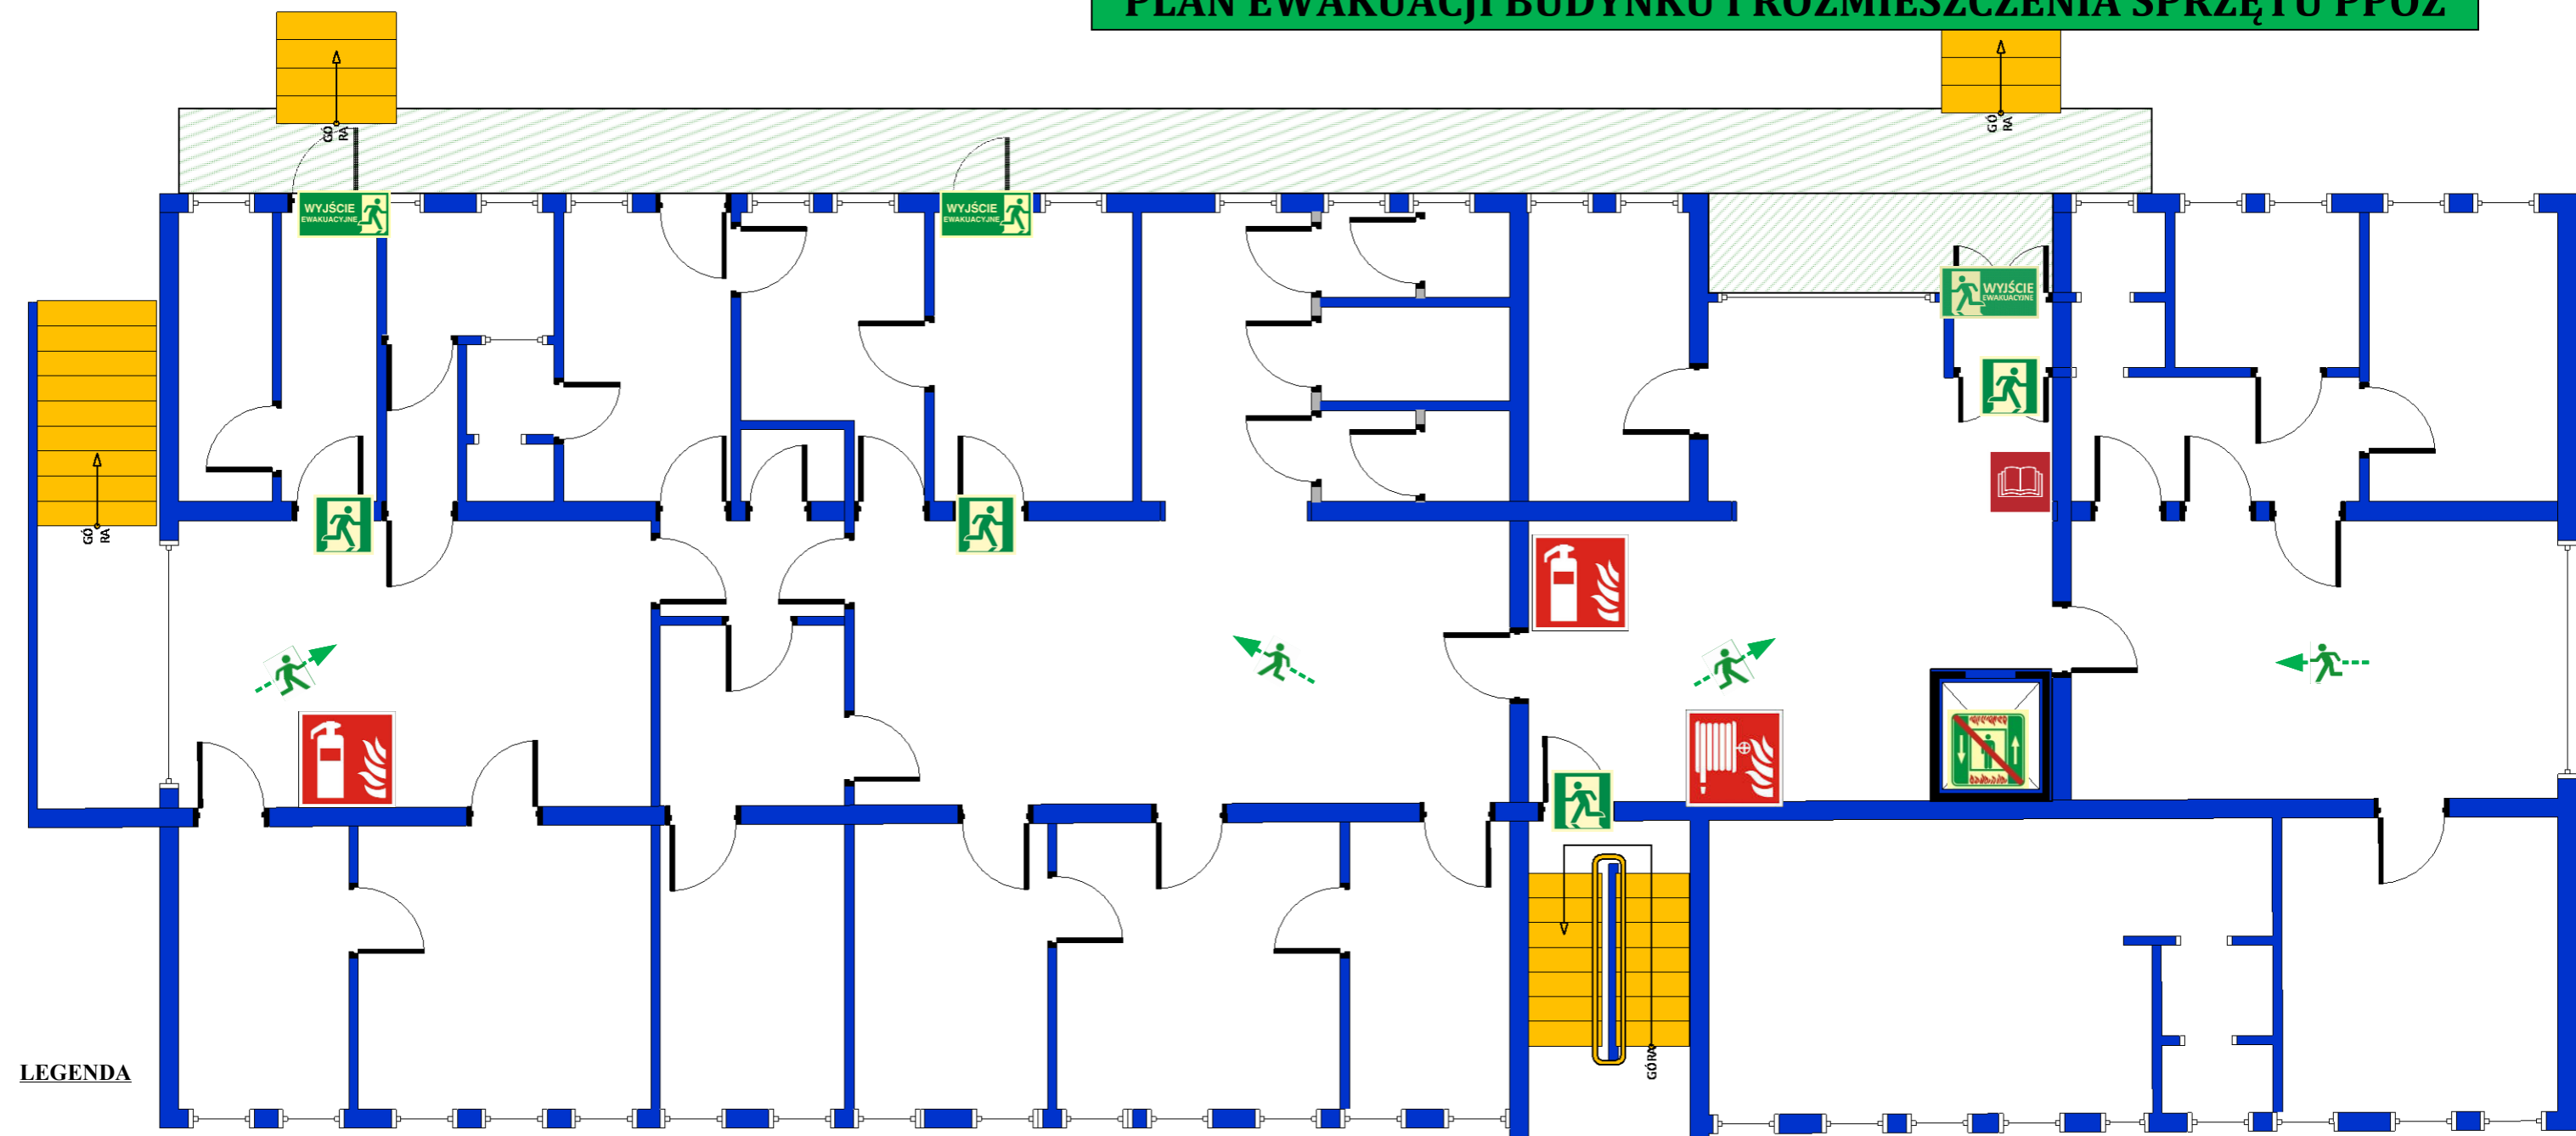 PLAN EWAKUACJI BUDYNKU I ROZMIESZCZENIA SPRZĘTU PPOŻ
GÓ
RA
GÓ
RA
WYJŚCIE
EWAKUACYJNE
WYJŚCIE
EWAKUACYJNE
WYJŚCIE
EWAKUACYJNE
GÓ
RA
GÓRA
LEGENDA